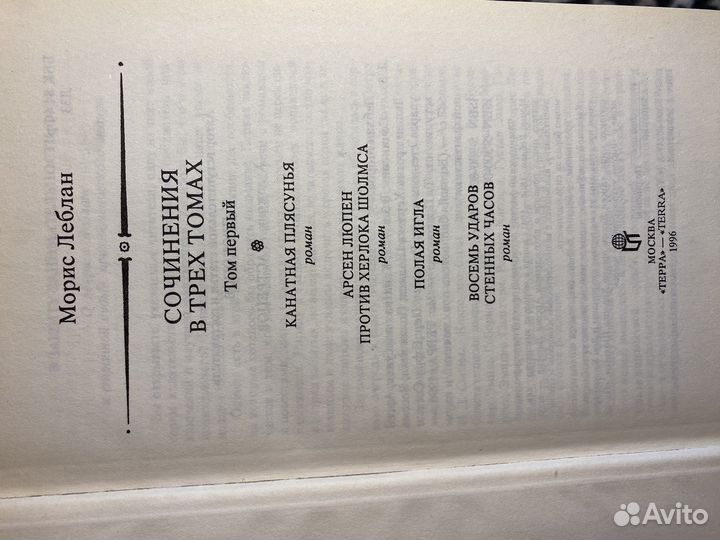 Морис Леблан
СОЧИНЕНИЯ
В ТРЕХ ТОМАХ
Том первый
КАНАТНАЯ ПЛЯСУНЬЯ
роман
АРСЕН ЛЮПЕН
ПРОТИВ ХЕРЛОКА ШОЛМСА
роман
ПОЛАЯ ИГЛА
роман
ВОСЕМЬ УДАРОВ
СТЕННЫХ ЧАСОВ
роман
МОСКВА
«ТЕРРА» — «TERRA»
1996
Avito